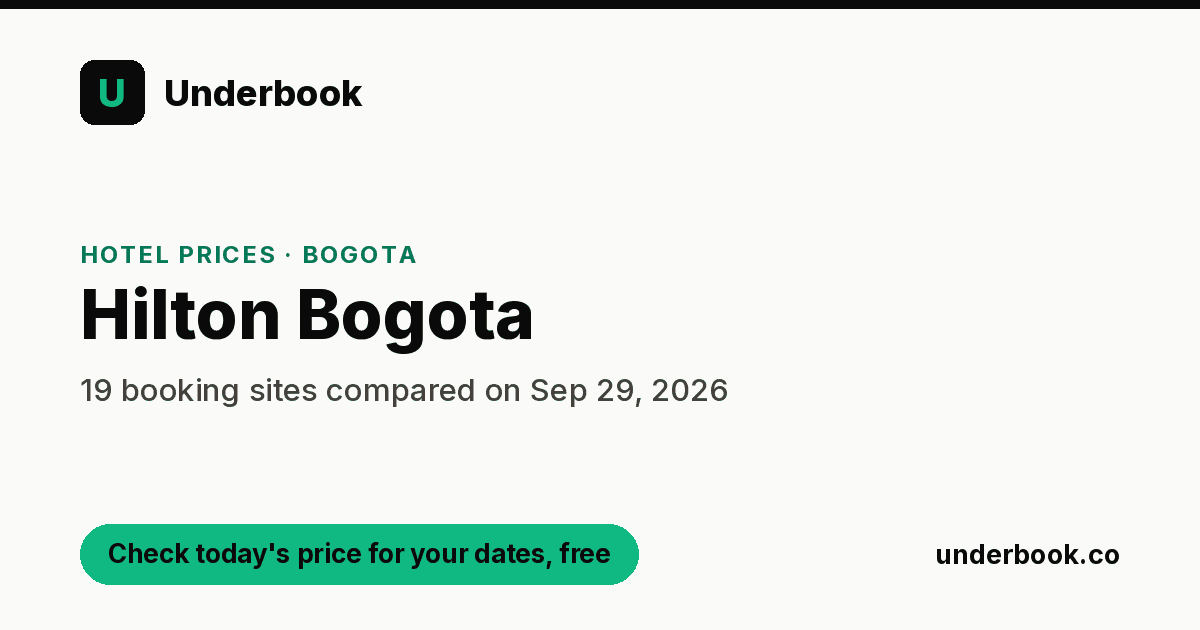 U Underbook
HOTEL PRICES · BOGOTA
Hilton Bogota
19 booking sites compared on Sep 29, 2026
Check today's price for your dates, free
underbook.co